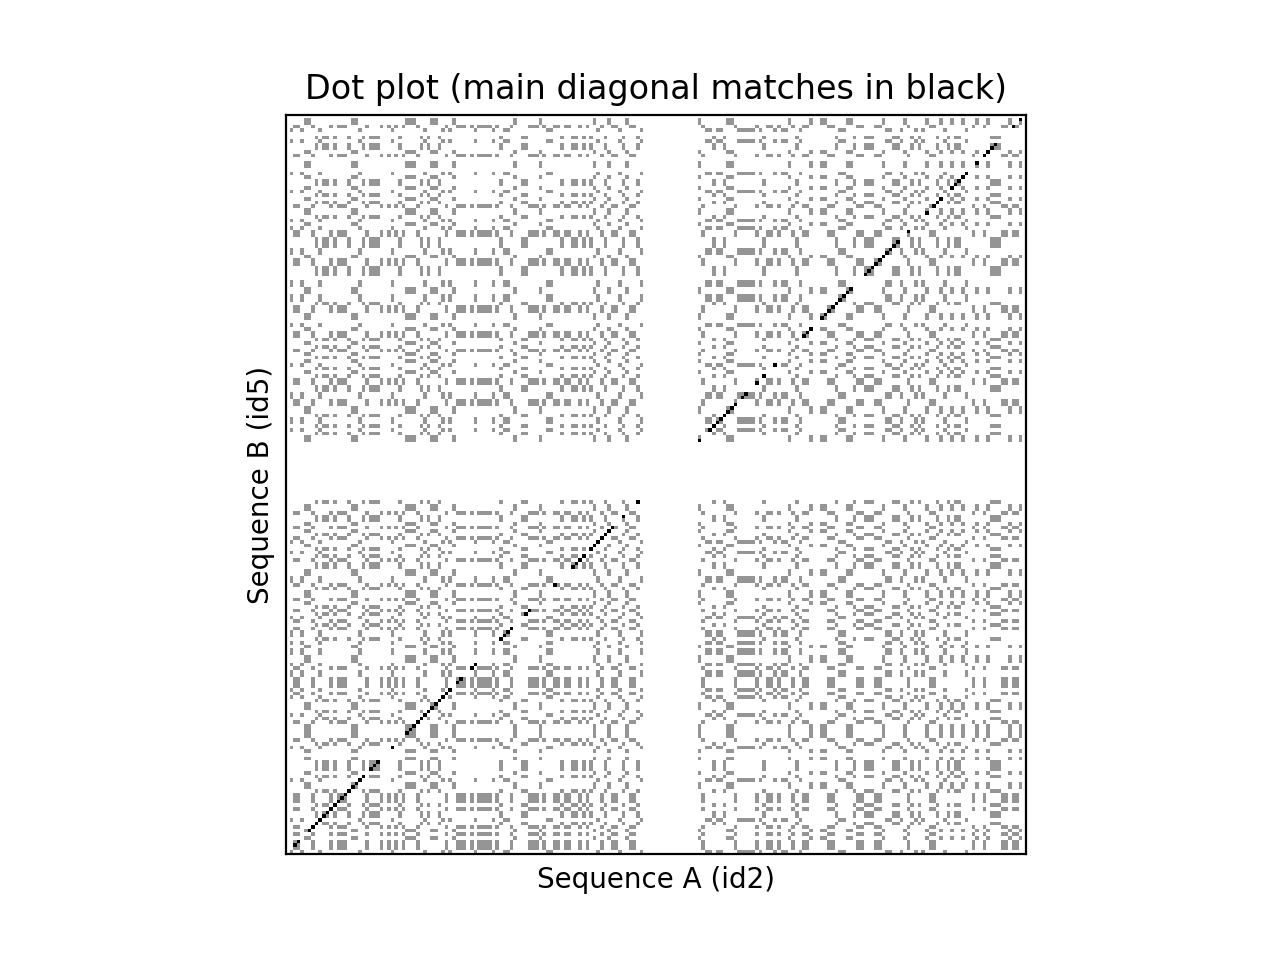 Dot plot (main diagonal matches in black)
Sequence B (id5)
Sequence A (id2)